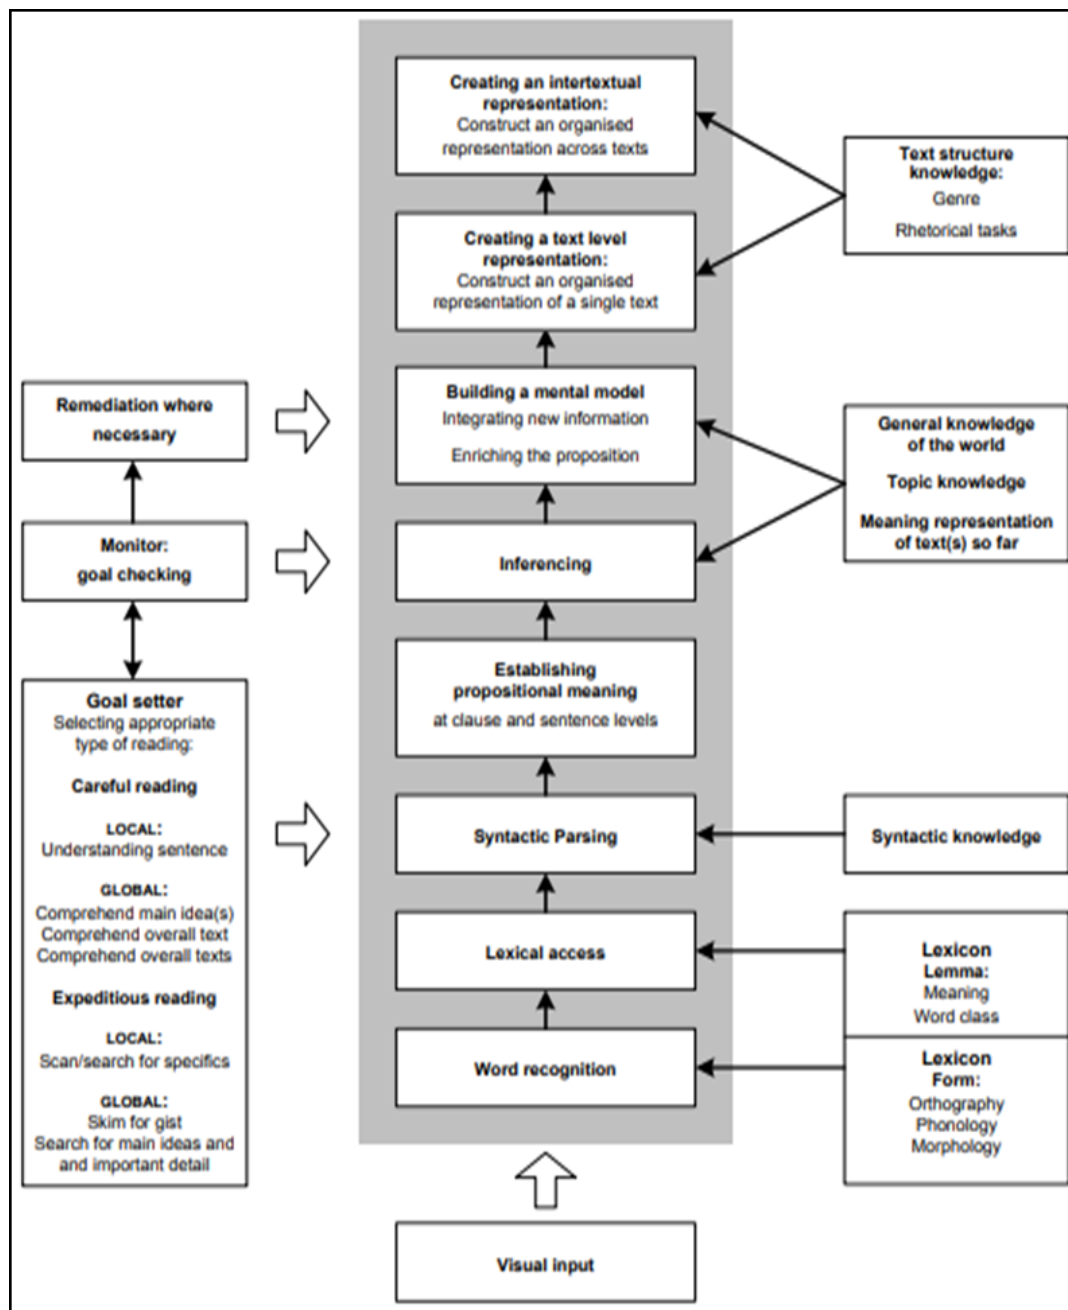 Creating an intertextual
representation:
Construct an organised
representation across texts
Text structure
knowledge:
Genre
Rhetorical tasks
Creating a text level
representation:
Construct an organised
representation of a single text
Remediation where
necessary
Building a mental model
Integrating new information
Enriching the proposition
General knowledge
of the world
Topic knowledge
Meaning representation
of text(s) so far
Monitor:
goal checking
Inferencing
Establishing
propositional meaning
at clause and sentence levels
Goal setter
Selecting appropriate
type of reading:
Careful reading
LOCAL:
Understanding sentence
GLOBAL:
Comprehend main idea(s)
Comprehend overall text
Comprehend overall texts
Expeditious reading
LOCAL:
Scan/search for specifics
GLOBAL:
Skim for gist
Search for main ideas and
and important detail
Syntactic Parsing
Syntactic knowledge
Lexical access
Lexicon
Lemma:
Meaning
Word class
Word recognition
Lexicon
Form:
Orthography
Phonology
Morphology
Visual input